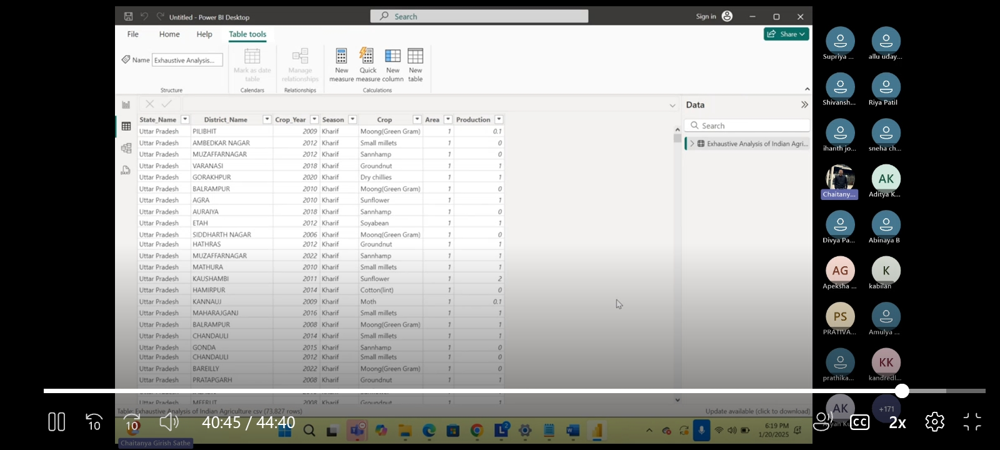 Untitled - Power BI Desktop
Search
Sign in
File Home Help Table tools
Share
Name Exhaustive Analysis...
Mark as date table
Manage relationships
New measure
Quick measure
New column
New table
Structure Calendars Relationships Calculations
State_Name District_Name Crop_Year Season Crop Area Production
Uttar Pradesh PILIBHIT 2009 Kharif Moong(Green Gram) 1 0.1
Uttar Pradesh AMBEDKAR NAGAR 2012 Kharif Small millets 1 0
Uttar Pradesh MUZAFFARNAGAR 2012 Kharif Sannhamp 1 0
Uttar Pradesh VARANASI 2018 Kharif Groundnut 1 1
Uttar Pradesh GORAKHPUR 2020 Kharif Dry chillies 1 1
Uttar Pradesh BALRAMPUR 2010 Kharif Moong(Green Gram) 1 0
Uttar Pradesh AGRA 2010 Kharif Sunflower 1 1
Uttar Pradesh AURAIYA 2018 Kharif Sannhamp 1 0
Uttar Pradesh ETAH 2012 Kharif Soyabean 1 1
Uttar Pradesh SIDDHARTH NAGAR 2006 Kharif Moong(Green Gram) 1 0
Uttar Pradesh HATHRAS 2012 Kharif Groundnut 1 1
Uttar Pradesh MUZAFFARNAGAR 2022 Kharif Sannhamp 1 1
Uttar Pradesh MATHURA 2010 Kharif Small millets 1 1
Uttar Pradesh KAUSHAMBI 2011 Kharif Sunflower 1 2
Uttar Pradesh HAMIRPUR 2014 Kharif Cotton(lint) 1 0
Uttar Pradesh KANNAUJ 2009 Kharif Moth 1 0.1
Uttar Pradesh MAHARAJGANJ 2016 Kharif Small millets 1 1
Uttar Pradesh BALRAMPUR 2008 Kharif Moong(Green Gram) 1 1
Uttar Pradesh CHANDAULI 2014 Kharif Small millets 1 1
Uttar Pradesh GONDA 2015 Kharif Sannhamp 1 0
Uttar Pradesh CHANDAULI 2012 Kharif Small millets 1 0
Uttar Pradesh BAREILLY 2022 Kharif Moong(Green Gram) 1 0
Uttar Pradesh PRATAPGARH 2008 Kharif Groundnut 1 1
Uttar Pradesh MEERUT 2008 Kharif Groundnut 1 1
Table: Exhaustive Analysis of Indian Agriculture csv (73,827 rows)
Update available (click to download)
Data
Search
Exhaustive Analysis of Indian Agri...
Supriya ... allu uday...
Shivansh... Riya Patil
ihanth jo... sneha ch...
Chaitany... AK Aditya K...
Divya Pa... Abinaya B
AG Apeksha ... K kabilan
PS PRATIVA... Amulya ...
prathika... KK kandredl...
AK +171
10 10 40:45 / 44:40
CC 2x
6:19 PM
1/20/2025
Chaitanya Girish Sathe